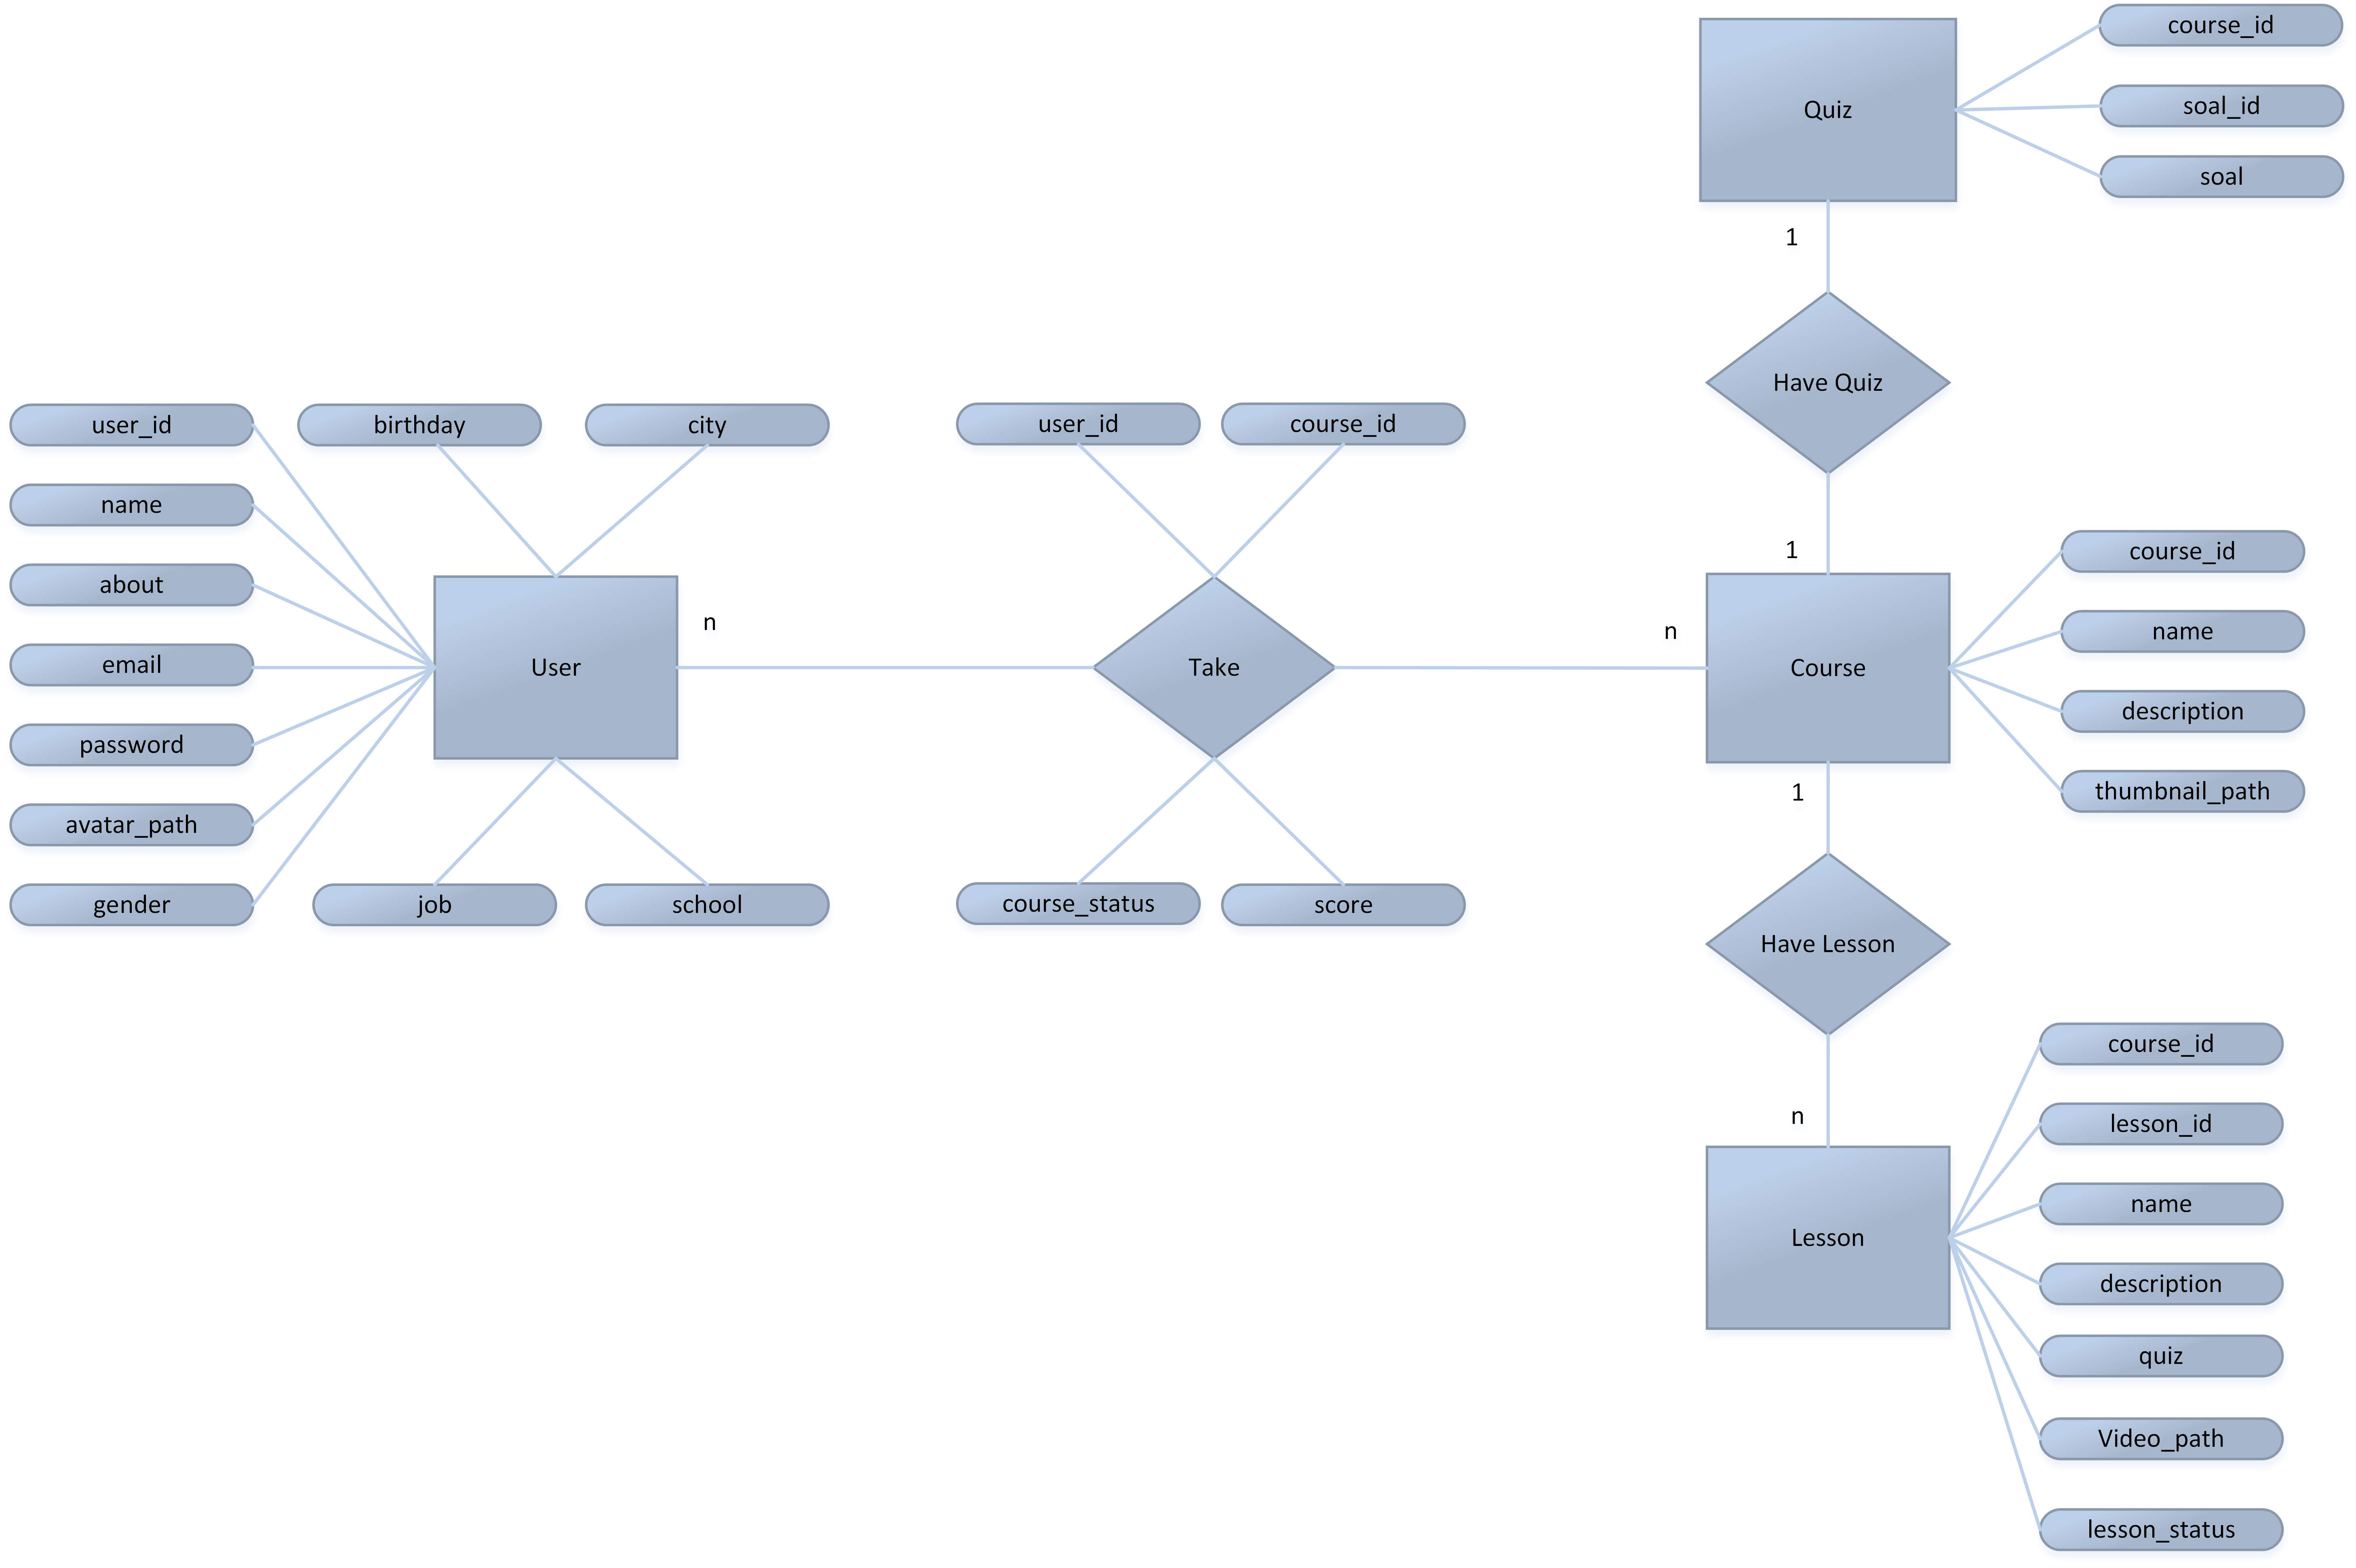 course_id
Quiz
soal_id
soal
1
Have Quiz
user_id
birthday
city
user_id
course_id
name
1
course_id
about
n
n
name
email
User
Take
Course
description
password
1
thumbnail_path
avatar_path
gender
job
school
course_status
score
Have Lesson
course_id
n
lesson_id
name
Lesson
description
quiz
Video_path
lesson_status